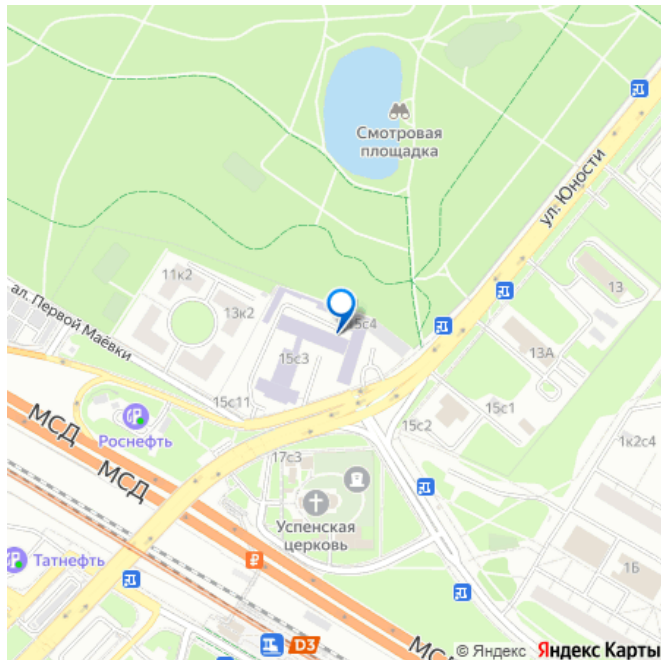 Смотровая
площадка
ул. Юности
11к2
13к2
ал. Первой Маёвки
15с4
13
13А
15с3
15с11
15с1
15с2
МСД
Роснефть
МСД
17с3
1к2с4
Успенская
церковь
Татнефть
1Б
D3
МС
© Яндекс Яндекс Карты